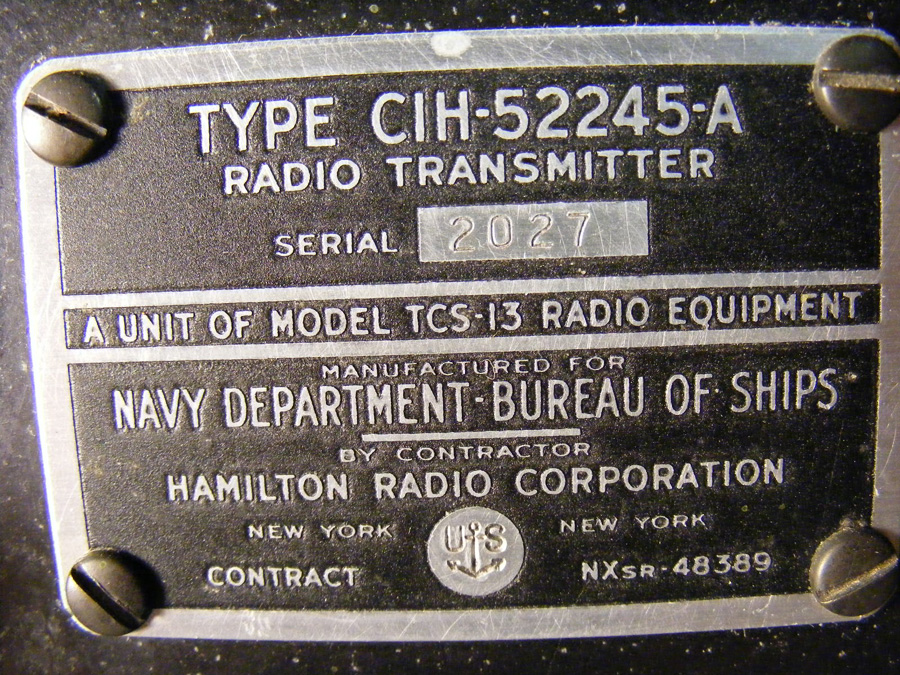 TYPE CIH-52245-A
RADIO TRANSMITTER
SERIAL 2027
A UNIT OF MODEL TCS-13 RADIO EQUIPMENT
MANUFACTURED FOR
NAVY DEPARTMENT-BUREAU OF SHIPS
BY CONTRACTOR
HAMILTON RADIO CORPORATION
NEW YORK NEW YORK
US
CONTRACT NXSR-48389